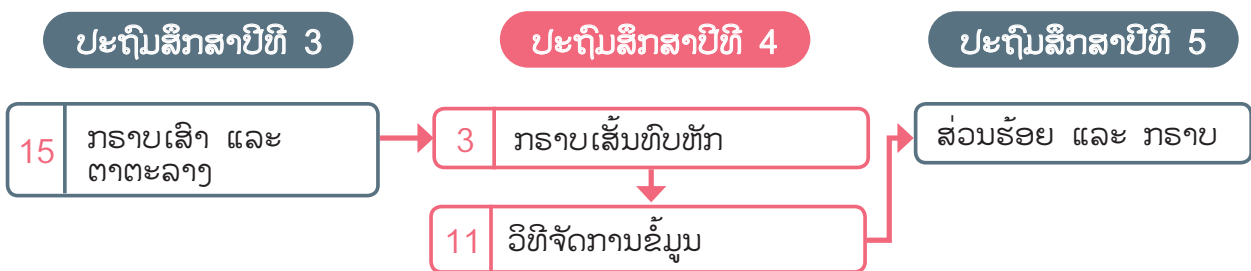 ປະຖົມສຶກສາປີທີ 3
ປະຖົມສຶກສາປີທີ 4
ປະຖົມສຶກສາປີທີ 5
15
ກຣາບເສົາ ແລະ
ຕາຕະລາງ
3
ກຣາບເສັ້ນທົບຫັກ
ສ່ວນຮ້ອຍ ແລະ ກຣາບ
11
ວິທີຈັດການຂໍ້ມູນ